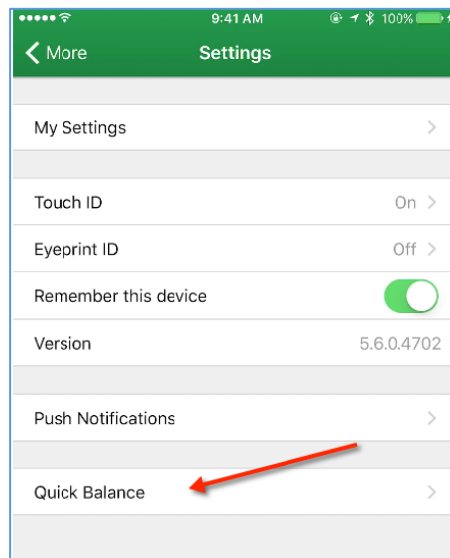 9:41 AM 100%
More Settings
My Settings
Touch ID On
Eyeprint ID Off
Remember this device
Version 5.6.0.4702
Push Notifications
Quick Balance